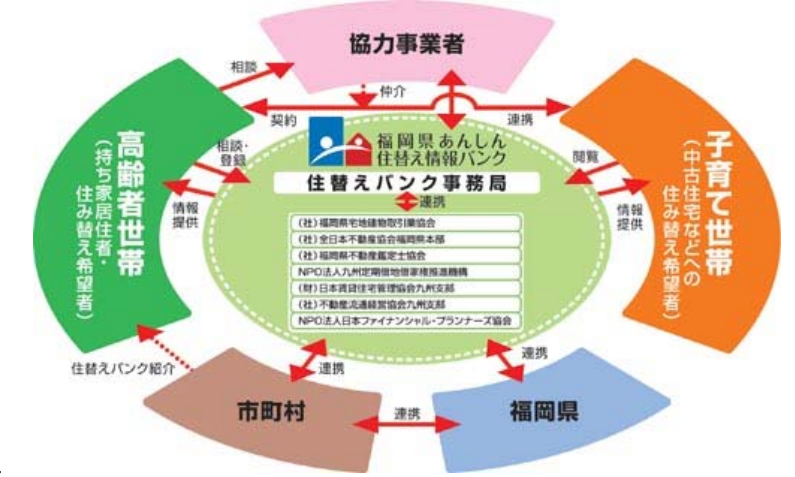 協力事業者
相談
仲介
契約
連携
高齢者世帯
(持ち家居住者・
住み替え希望者)
相談・
登録
情報
提供
福岡県あんしん
住替え情報バンク
住替えバンク事務局
連携
(社)福岡県宅地建物取引業協会
(社)全日本不動産協会福岡県本部
(社)福岡県不動産鑑定士協会
NPO法人九州定期借地借家権推進機構
(財)日本賃貸住宅管理協会九州支部
(社)不動産流通経営協会九州支部
NPO法人日本ファイナンシャル・プランナーズ協会
閲覧
情報
提供
子育て世帯
(中古住宅などへの
住み替え希望者)
住替えバンク紹介
連携
連携
市町村
連携
福岡県